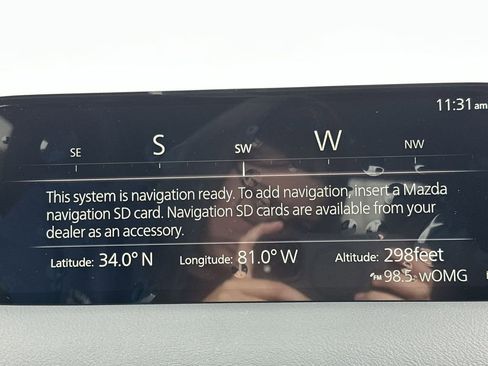 11:31 am
SE S SW W NW
This system is navigation ready. To add navigation, insert a Mazda
navigation SD card. Navigation SD cards are available from your
dealer as an accessory.
Latitude: 34.0° N Longitude: 81.0° W Altitude: 298feet
FM 98.5- wOMG